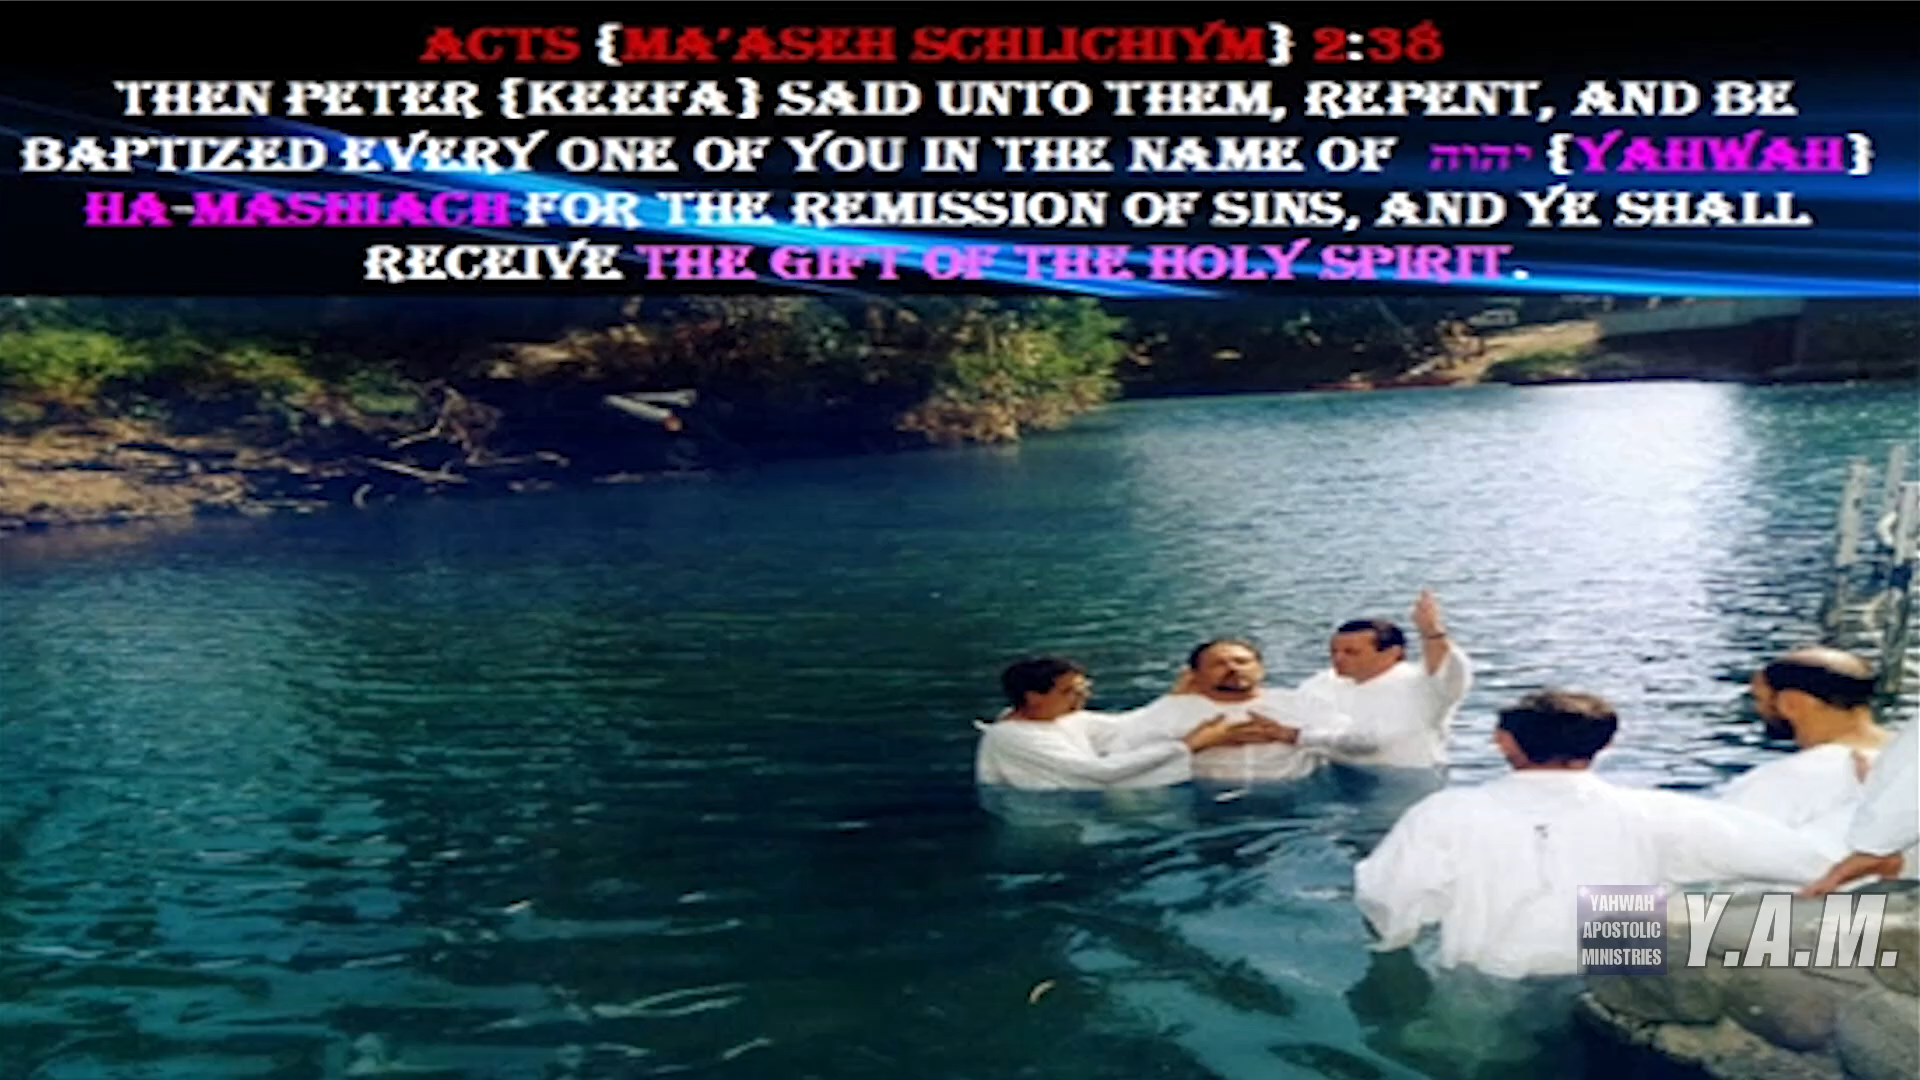 ACTS {MA'ASEH SCHLICHIYM} 2:38
THEN PETER {KEEFA} SAID UNTO THEM, REPENT, AND BE
BAPTIZED EVERY ONE OF YOU IN THE NAME OF יהוה {YAHWAH}
HA-MASHIACH FOR THE REMISSION OF SINS, AND YE SHALL
RECEIVE THE GIFT OF THE HOLY SPIRIT.
YAHWAH
APOSTOLIC
MINISTRIES
Y.A.M.